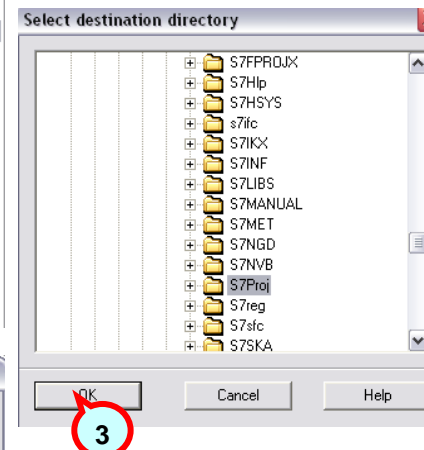 Select destination directory
S7FPROJX
S7Hlp
S7HSYS
s7ifc
S7IKX
S7INF
S7LIBS
S7MANUAL
S7MET
S7NGD
S7NVB
S7Proj
S7reg
S7sfc
S7SKA
OK Cancel Help
3